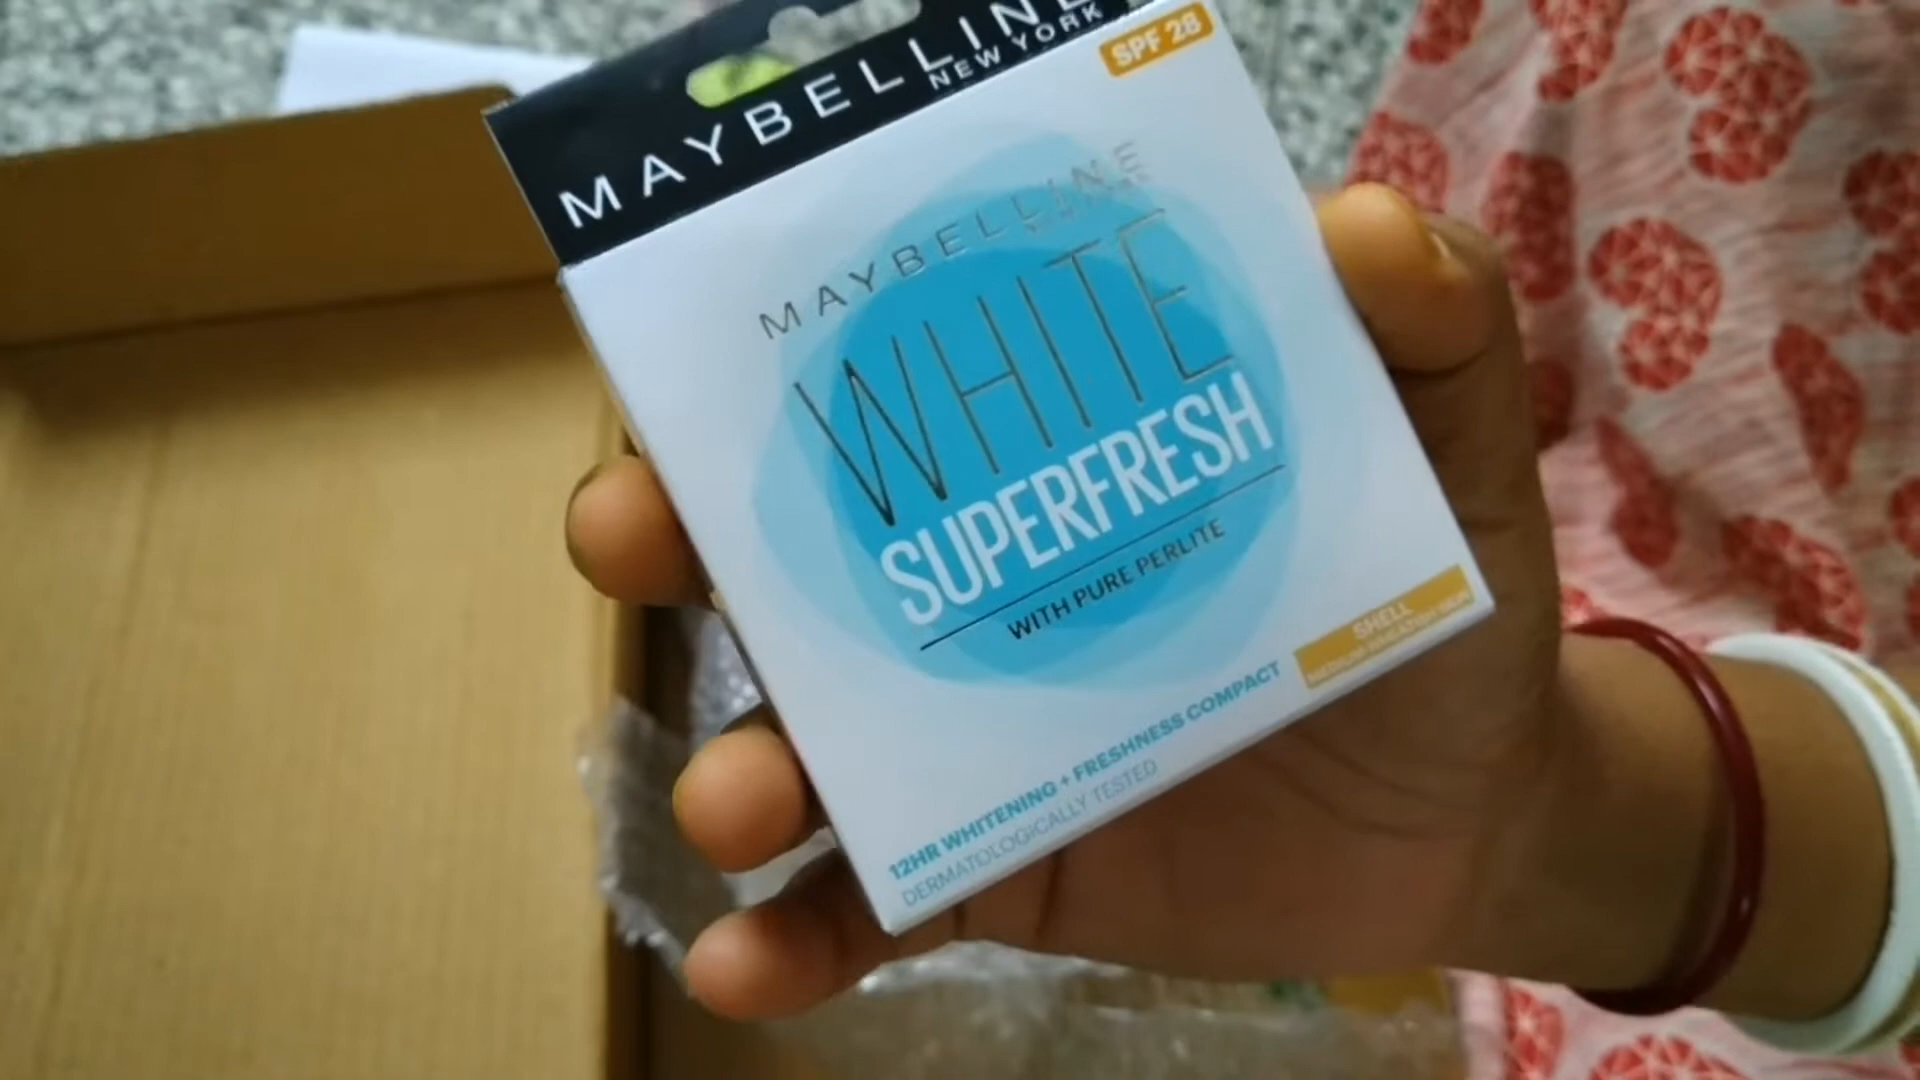 MAYBELLINE
NEW YORK
SPF 28
MAYBELLINE
WHITE
SUPERFRESH
WITH PURE PERLITE
SHELL
12HR WHITENING + FRESHNESS COMPACT
DERMATOLOGICALLY TESTED